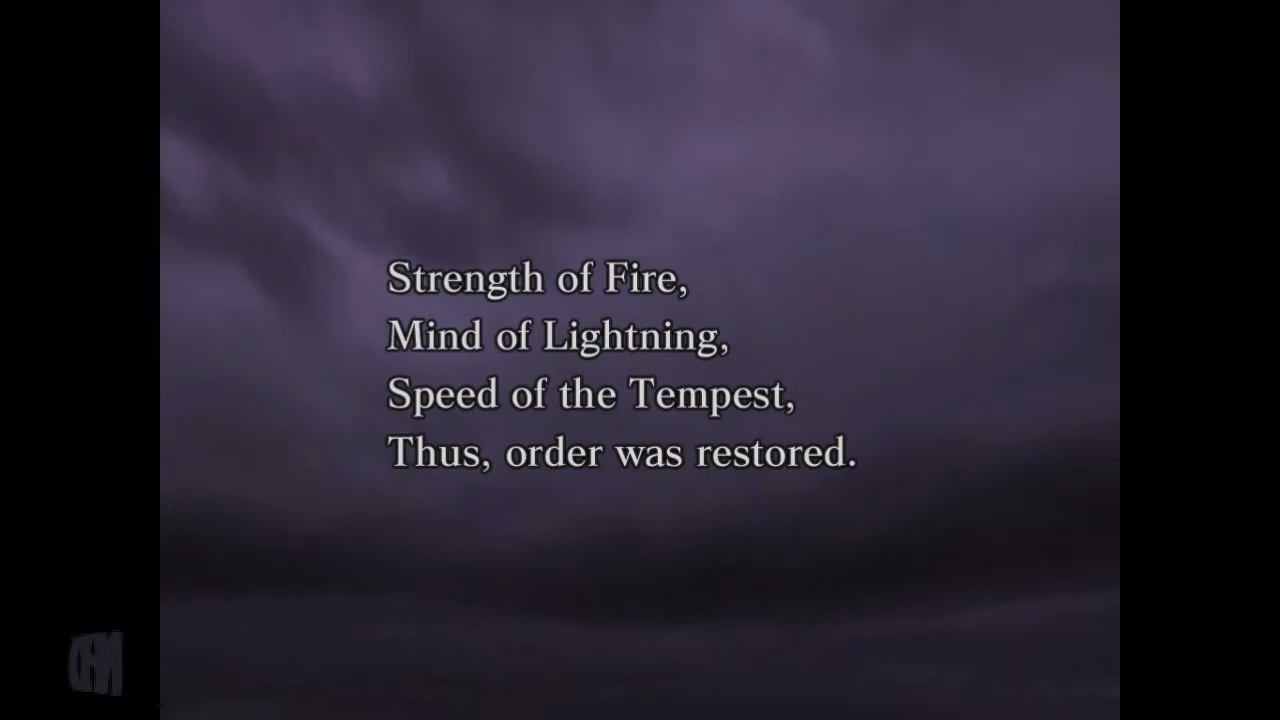 Strength of Fire,
Mind of Lightning,
Speed of the Tempest,
Thus, order was restored.